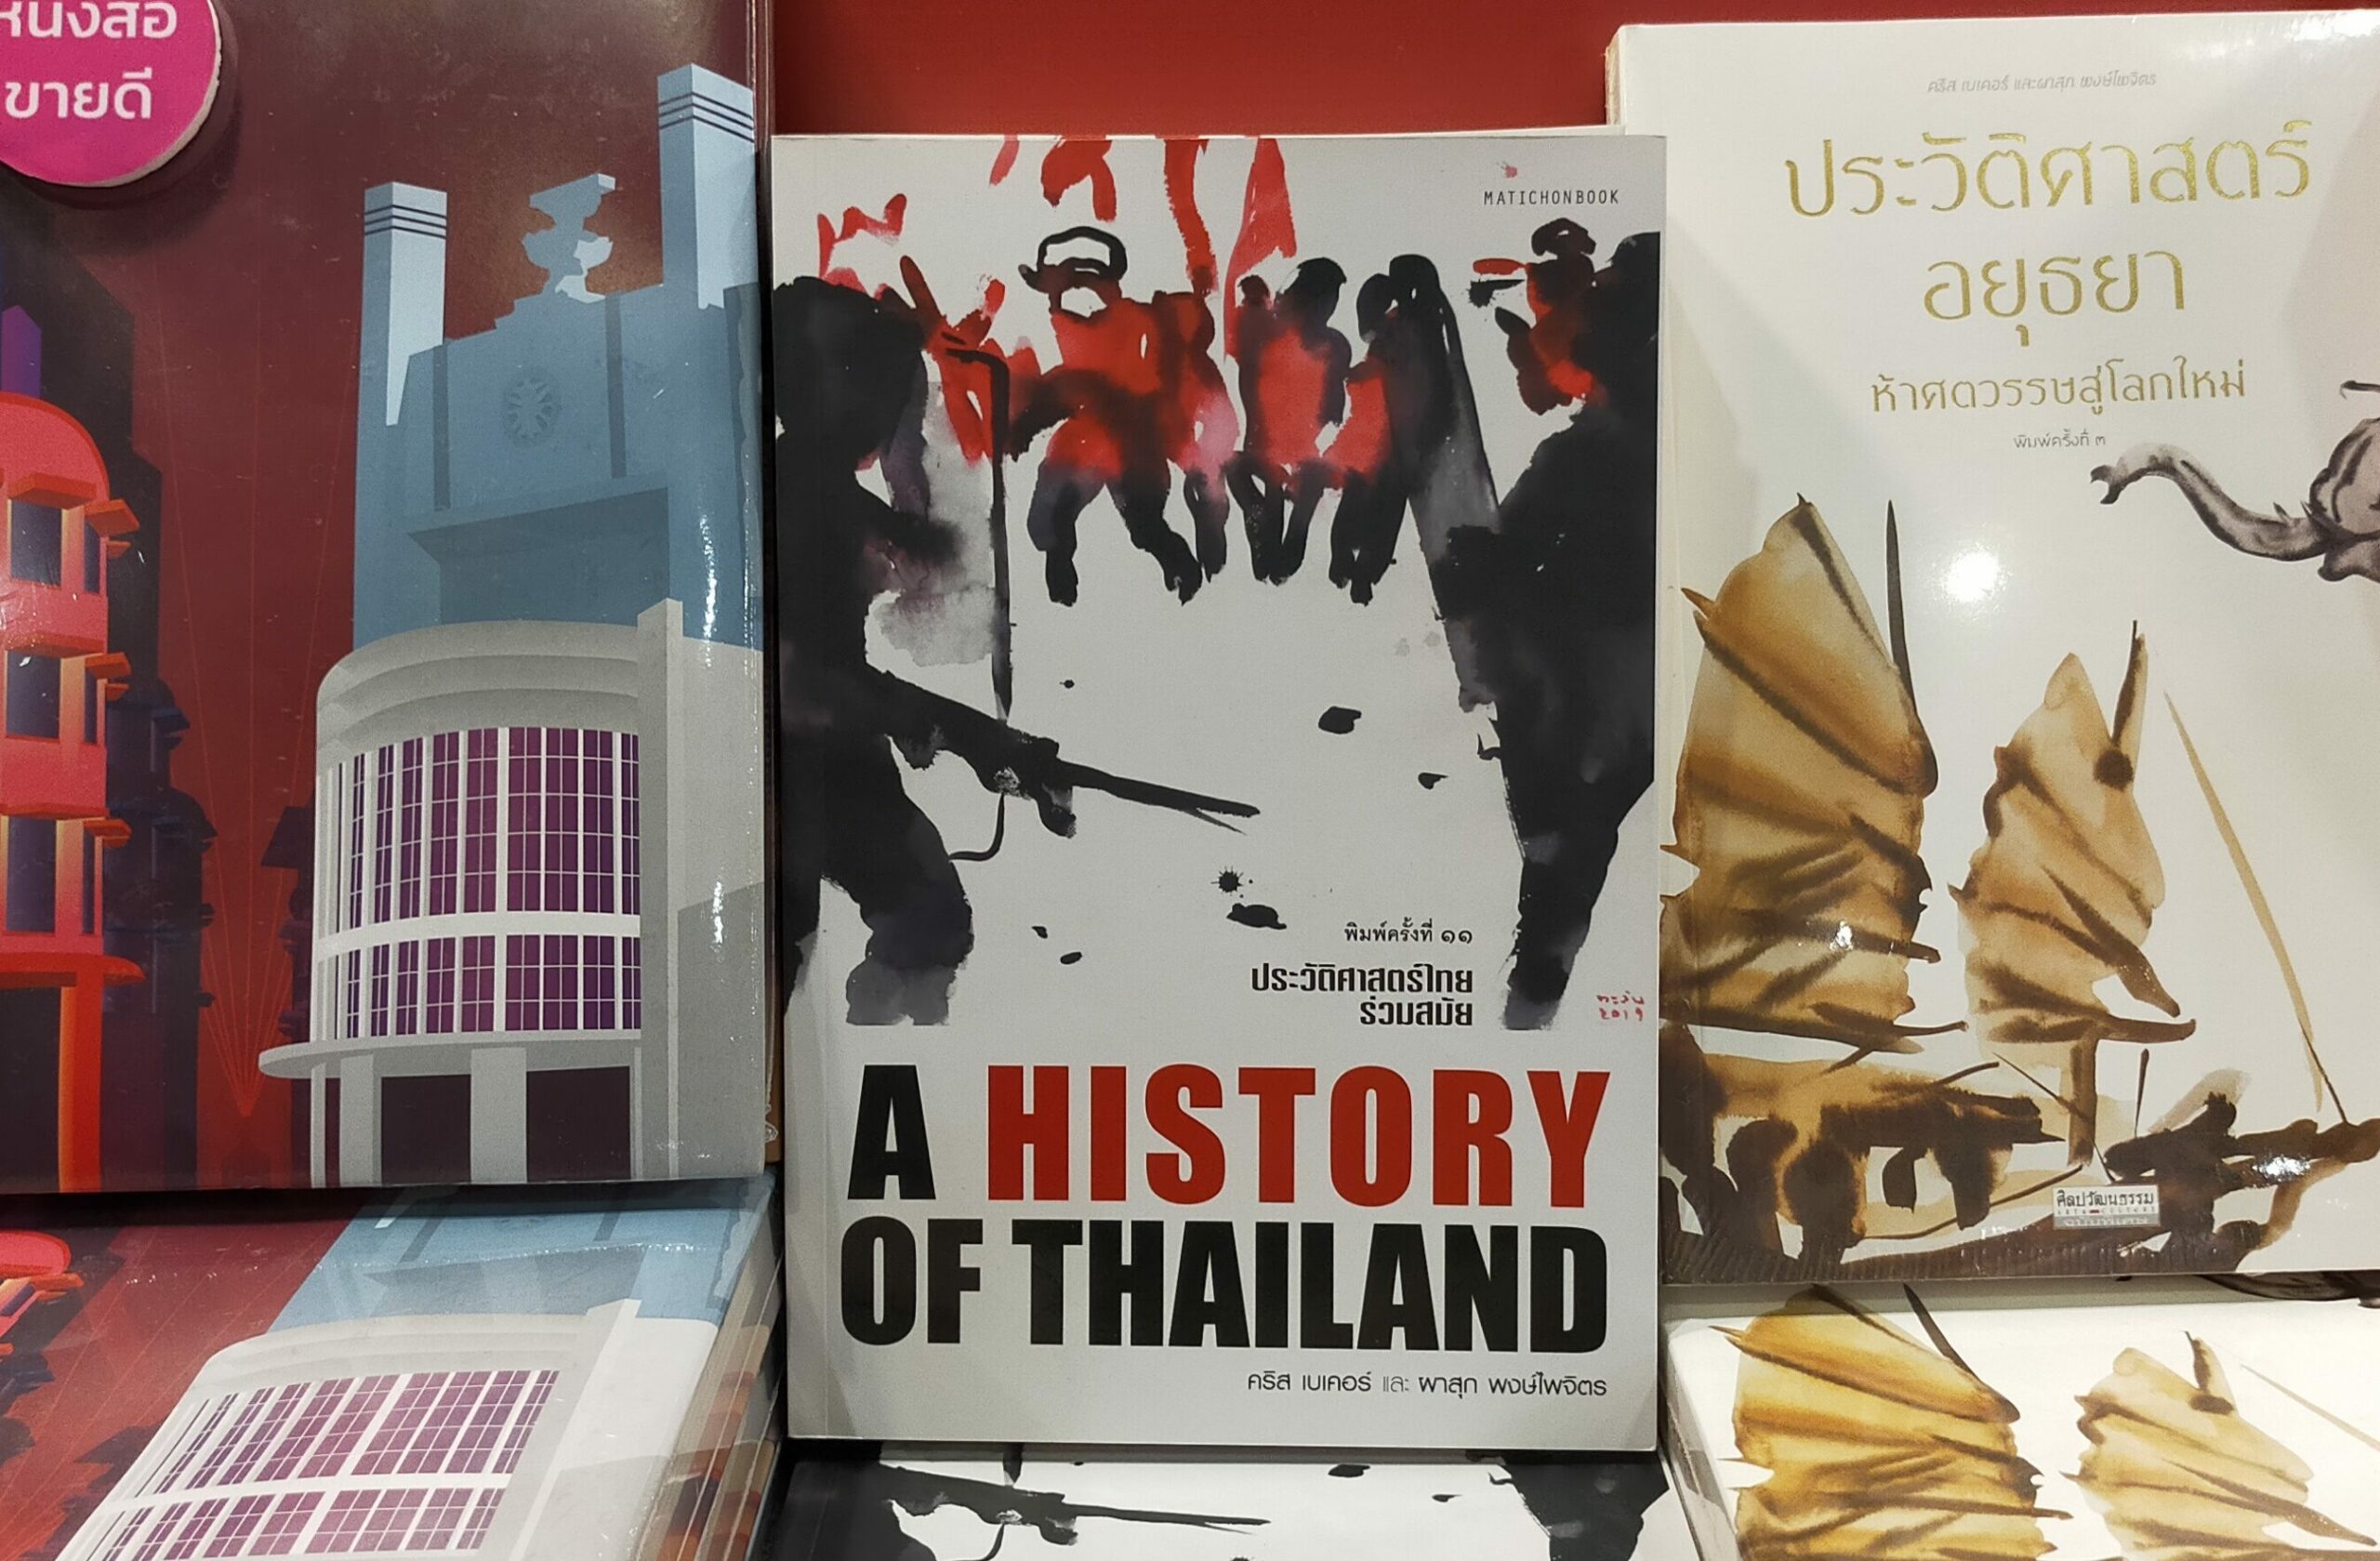 หนังสือ
ขายดี
MATICHONBOOK
พิมพ์ครั้งที่ ๑๑
ประวัติศาสตร์ไทย
ร่วมสมัย
ตะวัน
2019
A HISTORY
OF THAILAND
คริส เบเคอร์ และ ผาสุก พงษ์ไพจิตร
คริส เบเคอร์ และผาสุก พงษ์ไพจิตร
ประวัติศาสตร์
อยุธยา
ห้าศตวรรษสู่โลกใหม่
พิมพ์ครั้งที่ ๓
ศิลปวัฒนธรรม